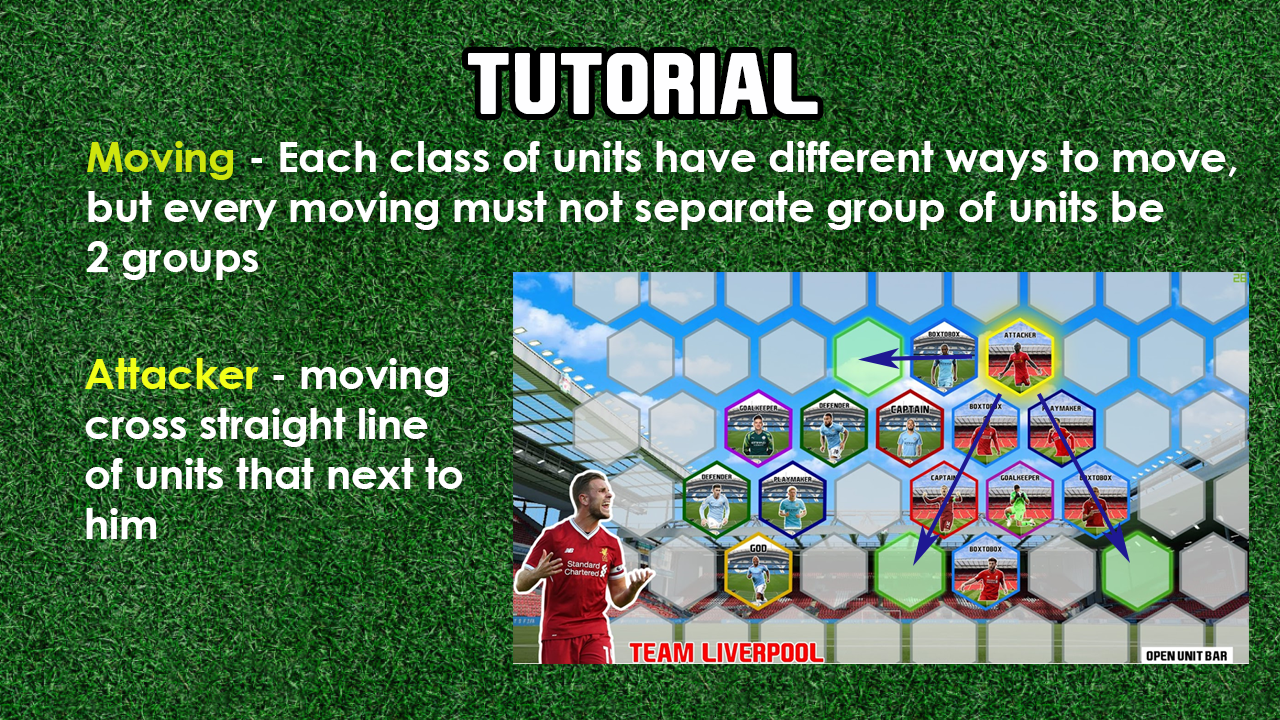 TUTORIAL
Moving - Each class of units have different ways to move,
but every moving must not separate group of units be
2 groups
Attacker - moving
cross straight line
of units that next to
him
BOXTOBOX
ATTACKER
GOALKEEPER
DEFENDER
CAPTAIN
BOXTOBOX
DEFENDER
PLAYMAKER
CAPTAIN
GOALKEEPER
GOD
BOXTOBOX
Standard
Chartered
TEAM LIVERPOOL
OPEN UNIT BAR